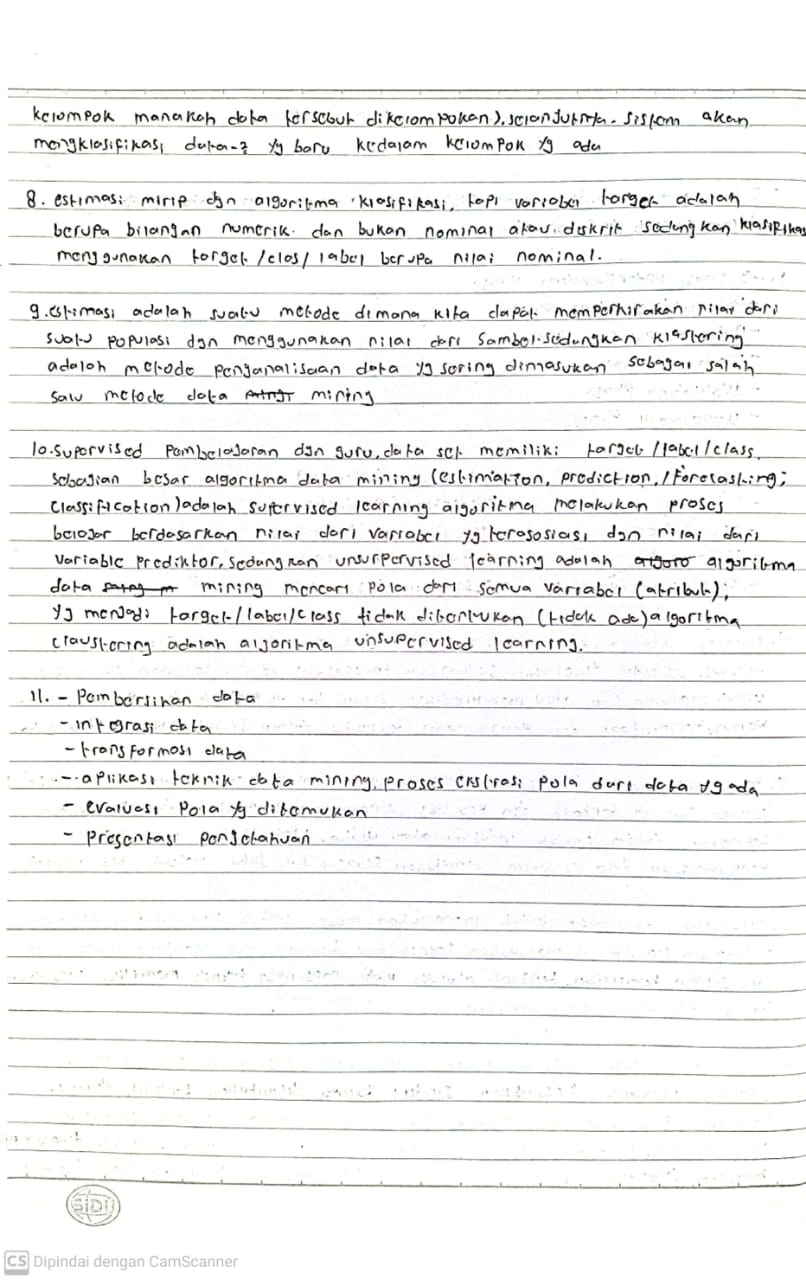 kelompok manakah data tersebut dikelompokan), selanjutnya. sistem akan
mengklasifikasi data-2 yg baru kedalam kelompok yg ada
8. estimasi mirip dgn algoritma klasifikasi, tapi variabel target adalah
berupa bilangan numerik dan bukan nominal atau diskrit sedangkan klasifikas
menggunakan target/clas/label berupa nilai nominal.
9. estimasi adalah suatu metode dimana kita dapat memperkirakan nilai dari
suatu populasi dgn menggunakan nilai dari sambel. sedangkan klastering
adalah metode penganalisaan data yg sering dimasukan sebagai salah
satu metode data mining
10. Supervised Pembelajaran dgn guru, data set memiliki target/label/class,
sebagian besar algoritma data mining (estimation, prediction,/forecasting;
classification) adalah supervised learning algoritma melakukan proses
belajar berdasarkan nilai dari variabel yg terasosiasi dgn nilai dari
variable prediktor, sedangkan unsurpervised learning adalah algoritma
data mining mencari pola dari semua variabel (atribut);
yg menjadi target/label/class tidak ditentukan (tidak ada) algoritma
claustering adalah algoritma unsupervised learning.
11. - Pembersihan data
- integrasi data
- transformasi data
- aplikasi teknik data mining, proses ekstrasi pola dari data yg ada
- evaluasi pola yg ditemukan
- presentasi pengetahuan
SiDU
CS Dipindai dengan CamScanner